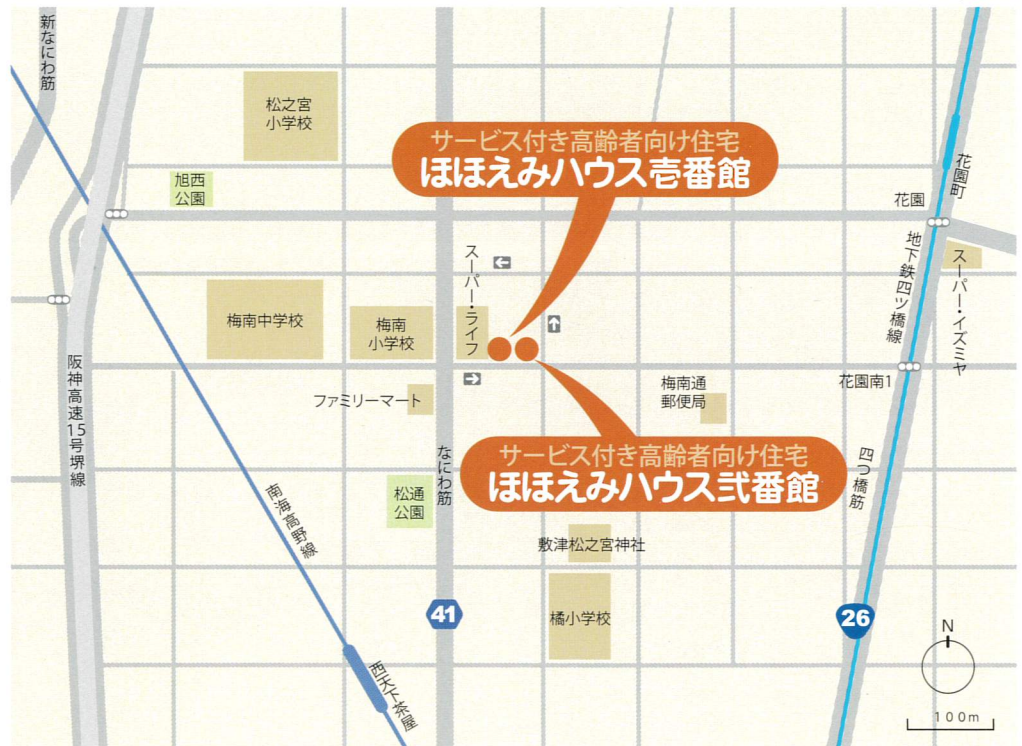 新なにわ筋
松之宮
小学校
サービス付き高齢者向け住宅
ほほえみハウス壱番館
旭西
公園
花園
花園町
地下鉄四ツ橋線
スーパー・イズミヤ
スーパー・ライフ
梅南中学校
梅南
小学校
阪神高速15号堺線
ファミリーマート
花園南1
梅南通
郵便局
なにわ筋
サービス付き高齢者向け住宅
ほほえみハウス弐番館
四つ橋筋
松通
公園
南海高野線
敷津松之宮神社
橘小学校
41
26
西天下茶屋
N
100m